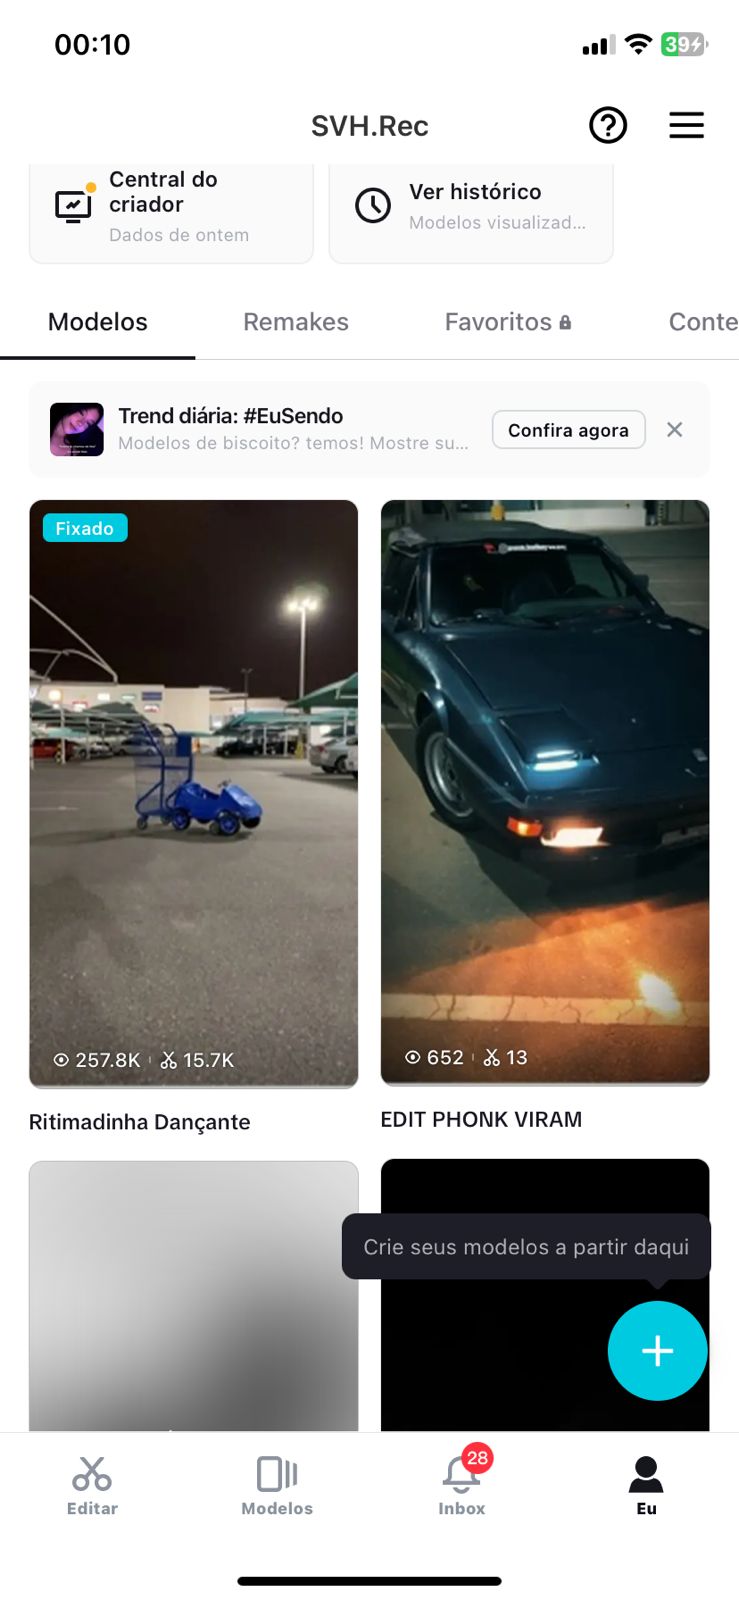 00:10
39
SVH.Rec
Central do
criador
Dados de ontem
Ver histórico
Modelos visualizad...
Modelos
Remakes
Favoritos
Conte
Trend diária: #EuSendo
Modelos de biscoito? temos! Mostre su...
Confira agora
Fixado
257.8K
15.7K
652
13
Ritimadinha Dançante
EDIT PHONK VIRAM
Crie seus modelos a partir daqui
28
Editar
Modelos
Inbox
Eu